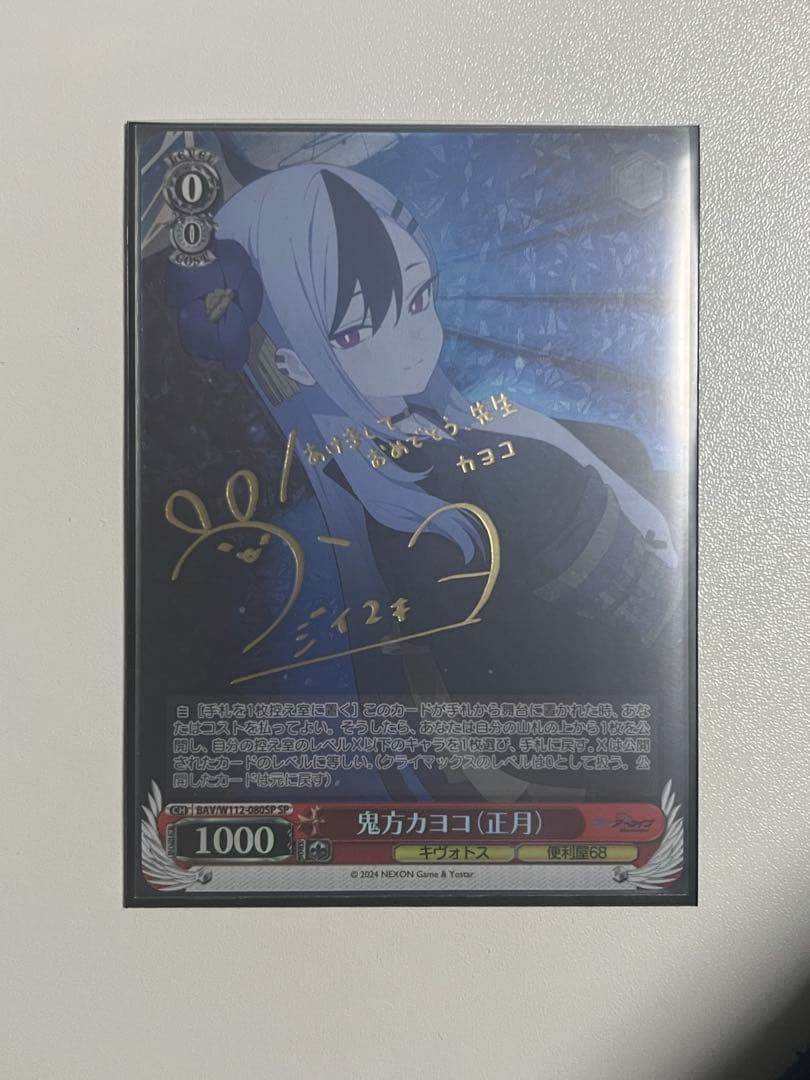 LEVEL
0
0
COST
あけまして
おめでとう、先生
カヨコ
ミイユキ
自 [手札を1枚控え室に置く] このカードが手札から舞台に置かれた時、あな
たはコストを払ってよい。そうしたら、あなたは自分の山札の上から1枚を公
開し、自分の控え室のレベルX以下のキャラを1枚選び、手札に戻す。Xは公開
されたカードのレベルに等しい。(クライマックスのレベルは0として扱う。公
開したカードは元に戻す)
CH BAV/W112-080SP SP
1000
鬼方カヨコ(正月)
キヴォトス 便利屋68
© 2024 NEXON Game & Yostar